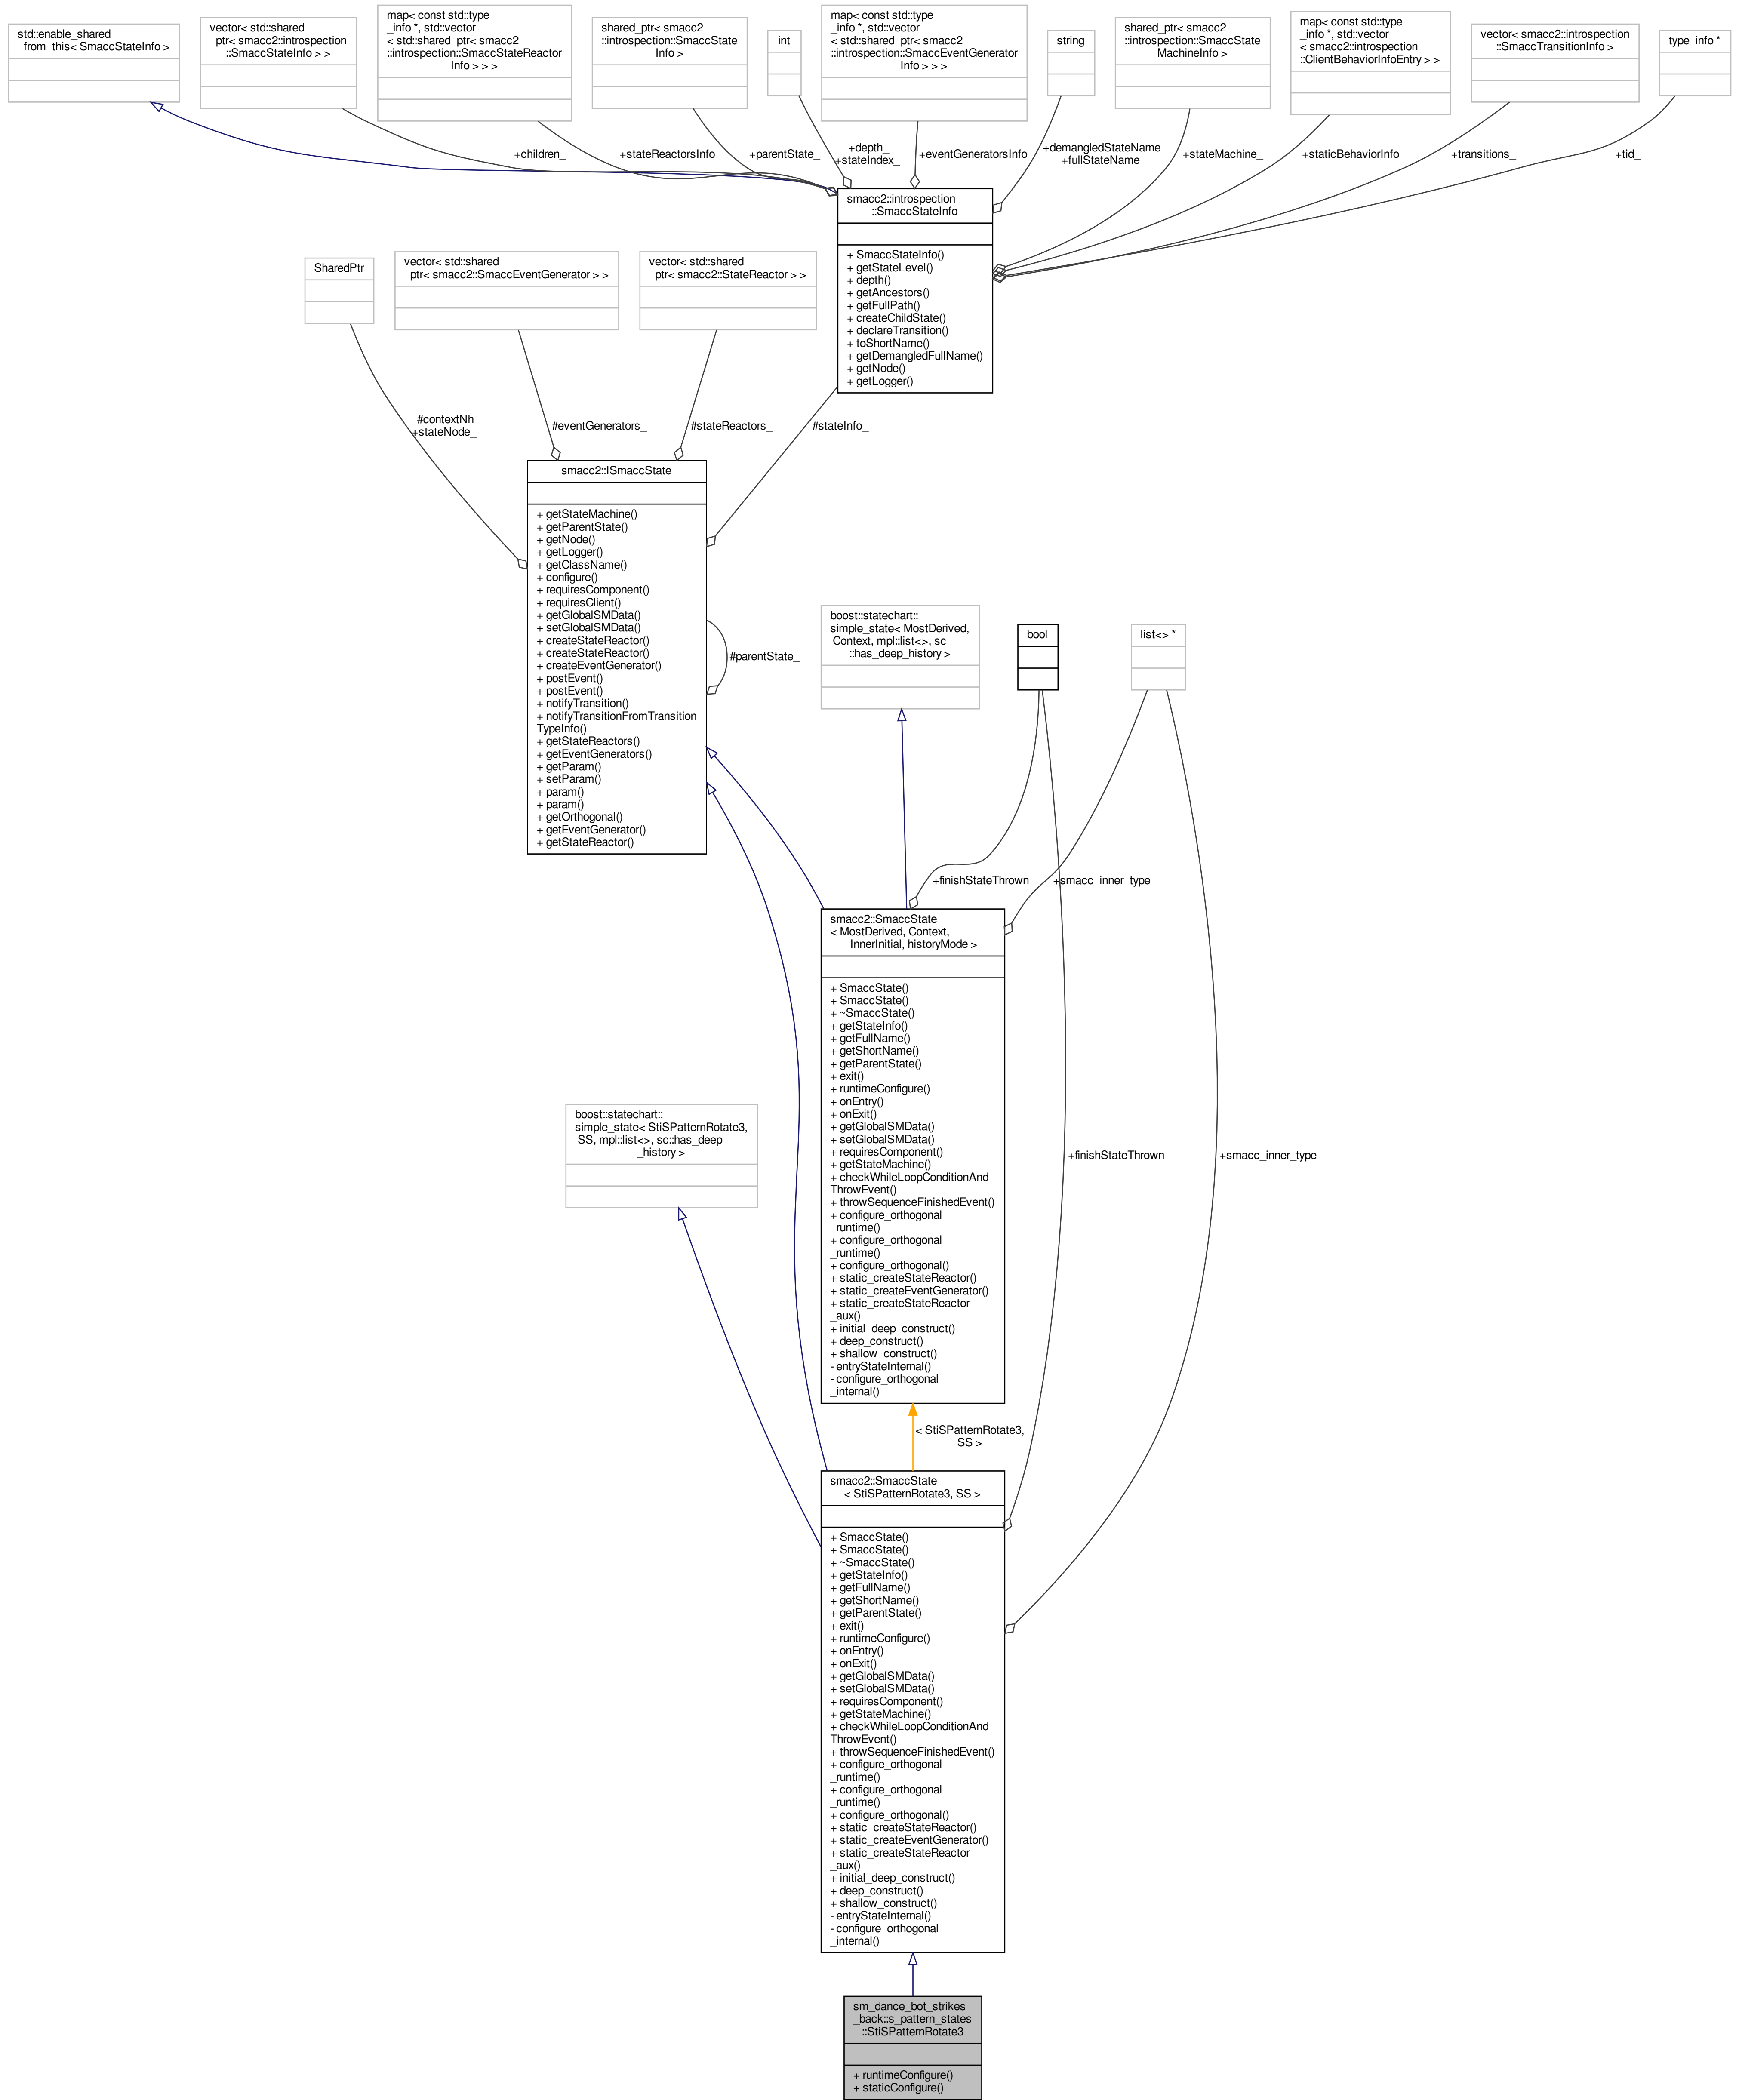 std::enable_shared
_from_this< SmaccStateInfo >
vector< std::shared
_ptr< smacc2::introspection
::SmaccStateInfo > >
map< const std::type
_info *, std::vector
< std::shared_ptr< smacc2
::introspection::SmaccStateReactor
Info > > >
shared_ptr< smacc2
::introspection::SmaccState
Info >
int
map< const std::type
_info *, std::vector
< std::shared_ptr< smacc2
::introspection::SmaccEventGenerator
Info > > >
string
shared_ptr< smacc2
::introspection::SmaccState
MachineInfo >
map< const std::type
_info *, std::vector
< smacc2::introspection
::ClientBehaviorInfoEntry > >
vector< smacc2::introspection
::SmaccTransitionInfo >
type_info *
+children_
+stateReactorsInfo
+parentState_
+depth_
+stateIndex_
+eventGeneratorsInfo
+demangledStateName
+fullStateName
+stateMachine_
+staticBehaviorInfo
+transitions_
+tid_
smacc2::introspection
::SmaccStateInfo
+ SmaccStateInfo()
+ getStateLevel()
+ depth()
+ getAncestors()
+ getFullPath()
+ createChildState()
+ declareTransition()
+ toShortName()
+ getDemangledFullName()
+ getNode()
+ getLogger()
SharedPtr
vector< std::shared
_ptr< smacc2::SmaccEventGenerator > >
vector< std::shared
_ptr< smacc2::StateReactor > >
#contextNh
+stateNode_
#eventGenerators_
#stateReactors_
#stateInfo_
smacc2::ISmaccState
+ getStateMachine()
+ getParentState()
+ getNode()
+ getLogger()
+ getClassName()
+ configure()
+ requiresComponent()
+ requiresClient()
+ getGlobalSMData()
+ setGlobalSMData()
+ createStateReactor()
+ createStateReactor()
+ createEventGenerator()
+ postEvent()
+ postEvent()
+ notifyTransition()
+ notifyTransitionFromTransition
TypeInfo()
+ getStateReactors()
+ getEventGenerators()
+ getParam()
+ setParam()
+ param()
+ param()
+ getOrthogonal()
+ getEventGenerator()
+ getStateReactor()
#parentState_
boost::statechart::
simple_state< MostDerived,
Context, mpl::list<>, sc
::has_deep_history >
bool
list<> *
+finishStateThrown
+smacc_inner_type
smacc2::SmaccState
< MostDerived, Context,
InnerInitial, historyMode >
+ SmaccState()
+ SmaccState()
+ ~SmaccState()
+ getStateInfo()
+ getFullName()
+ getShortName()
+ getParentState()
+ exit()
+ runtimeConfigure()
+ onEntry()
+ onExit()
+ getGlobalSMData()
+ setGlobalSMData()
+ requiresComponent()
+ getStateMachine()
+ checkWhileLoopConditionAnd
ThrowEvent()
+ throwSequenceFinishedEvent()
+ configure_orthogonal
_runtime()
+ configure_orthogonal
_runtime()
+ configure_orthogonal()
+ static_createStateReactor()
+ static_createEventGenerator()
+ static_createStateReactor
_aux()
+ initial_deep_construct()
+ deep_construct()
+ shallow_construct()
- entryStateInternal()
- configure_orthogonal
_internal()
boost::statechart::
simple_state< StiSPatternRotate3,
SS, mpl::list<>, sc::has_deep
_history >
+finishStateThrown
+smacc_inner_type
< StiSPatternRotate3,
SS >
smacc2::SmaccState
< StiSPatternRotate3, SS >
+ SmaccState()
+ SmaccState()
+ ~SmaccState()
+ getStateInfo()
+ getFullName()
+ getShortName()
+ getParentState()
+ exit()
+ runtimeConfigure()
+ onEntry()
+ onExit()
+ getGlobalSMData()
+ setGlobalSMData()
+ requiresComponent()
+ getStateMachine()
+ checkWhileLoopConditionAnd
ThrowEvent()
+ throwSequenceFinishedEvent()
+ configure_orthogonal
_runtime()
+ configure_orthogonal
_runtime()
+ configure_orthogonal()
+ static_createStateReactor()
+ static_createEventGenerator()
+ static_createStateReactor
_aux()
+ initial_deep_construct()
+ deep_construct()
+ shallow_construct()
- entryStateInternal()
- configure_orthogonal
_internal()
sm_dance_bot_strikes
_back::s_pattern_states
::StiSPatternRotate3
+ runtimeConfigure()
+ staticConfigure()